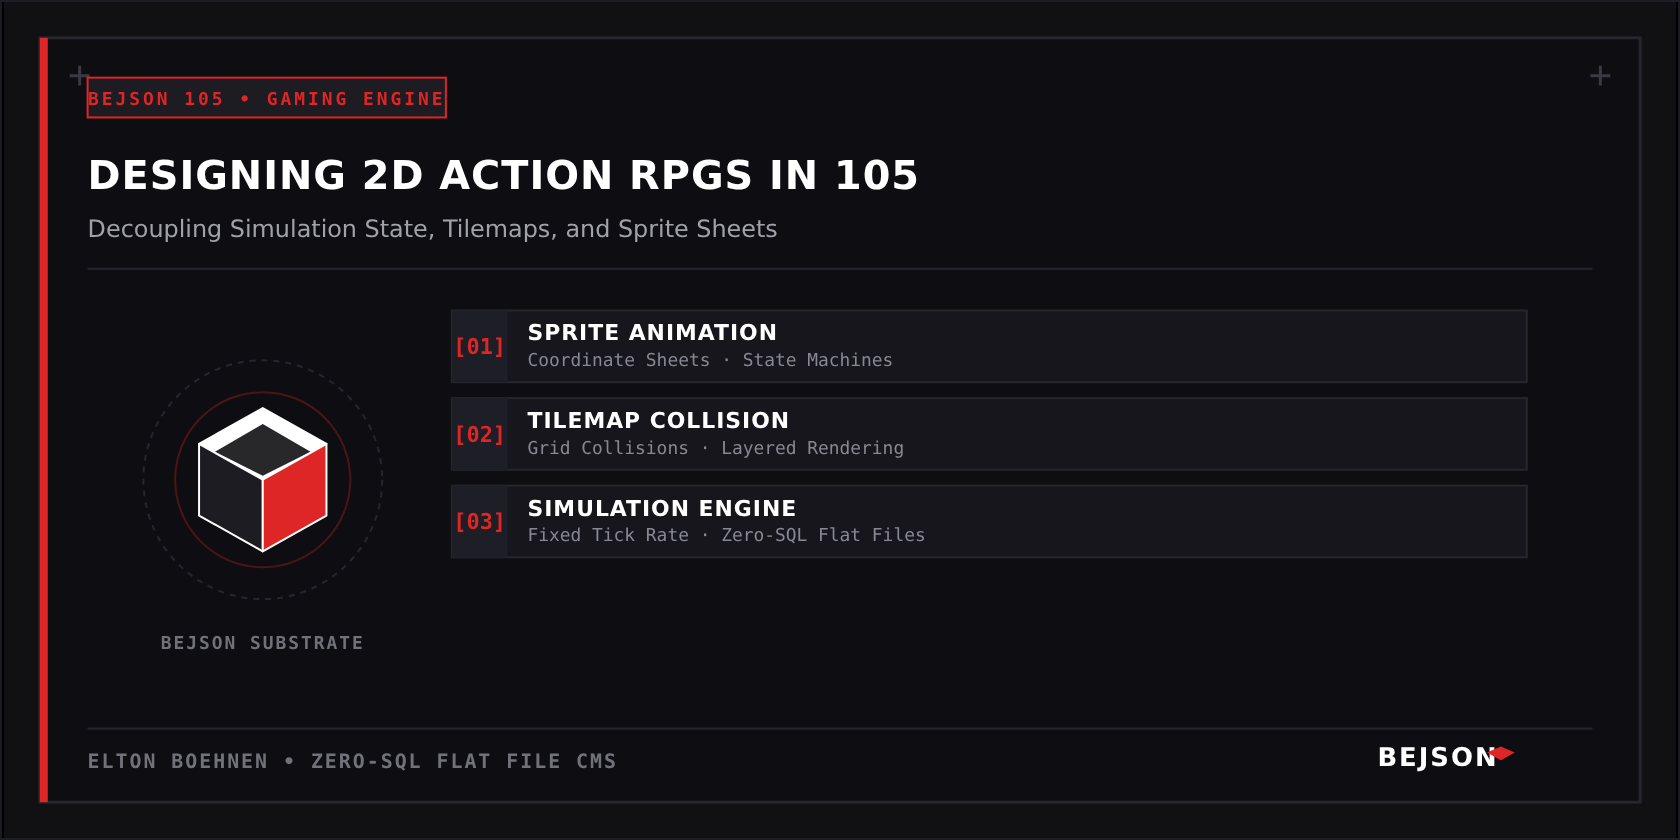 BEJSON 105 • GAMING ENGINE
DESIGNING 2D ACTION RPGS IN 105
Decoupling Simulation State, Tilemaps, and Sprite Sheets
[01]
SPRITE ANIMATION
Coordinate Sheets · State Machines
[02]
TILEMAP COLLISION
Grid Collisions · Layered Rendering
[03]
SIMULATION ENGINE
Fixed Tick Rate · Zero-SQL Flat Files
BEJSON SUBSTRATE
ELTON BOEHNEN • ZERO-SQL FLAT FILE CMS
BEJSON